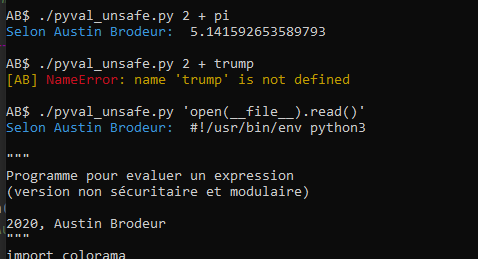 AB$ ./pyval_unsafe.py 2 + pi
Selon Austin Brodeur:  5.141592653589793
AB$ ./pyval_unsafe.py 2 + trump
[AB] NameError: name 'trump' is not defined
AB$ ./pyval_unsafe.py 'open(__file__).read()'
Selon Austin Brodeur:  #!/usr/bin/env python3
"""
Programme pour evaluer un expression
(version non sécuritaire et modulaire)
2020, Austin Brodeur
"""
import colorama